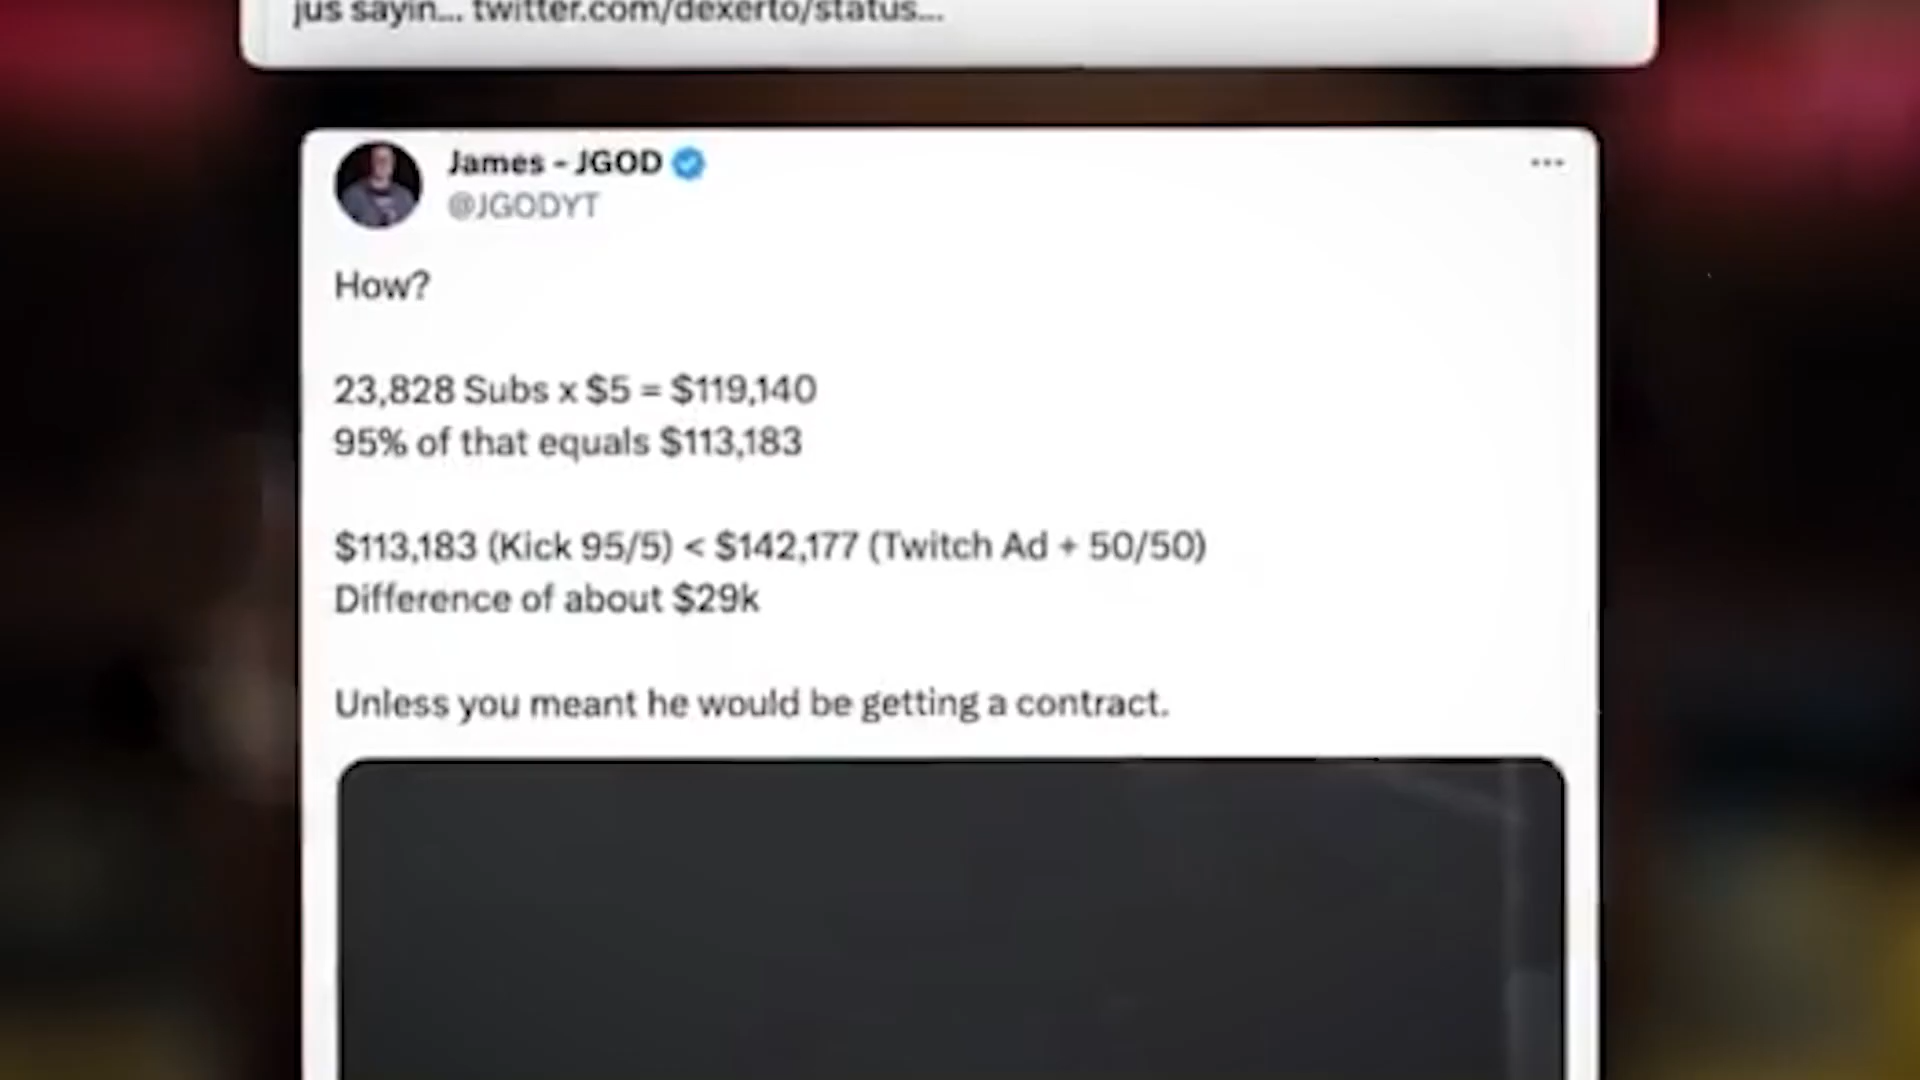 jus sayin... twitter.com/dexerto/status...
James - JGOD
@JGODYT
How?
23,828 Subs x $5 = $119,140
95% of that equals $113,183
$113,183 (Kick 95/5) < $142,177 (Twitch Ad + 50/50)
Difference of about $29k
Unless you meant he would be getting a contract.